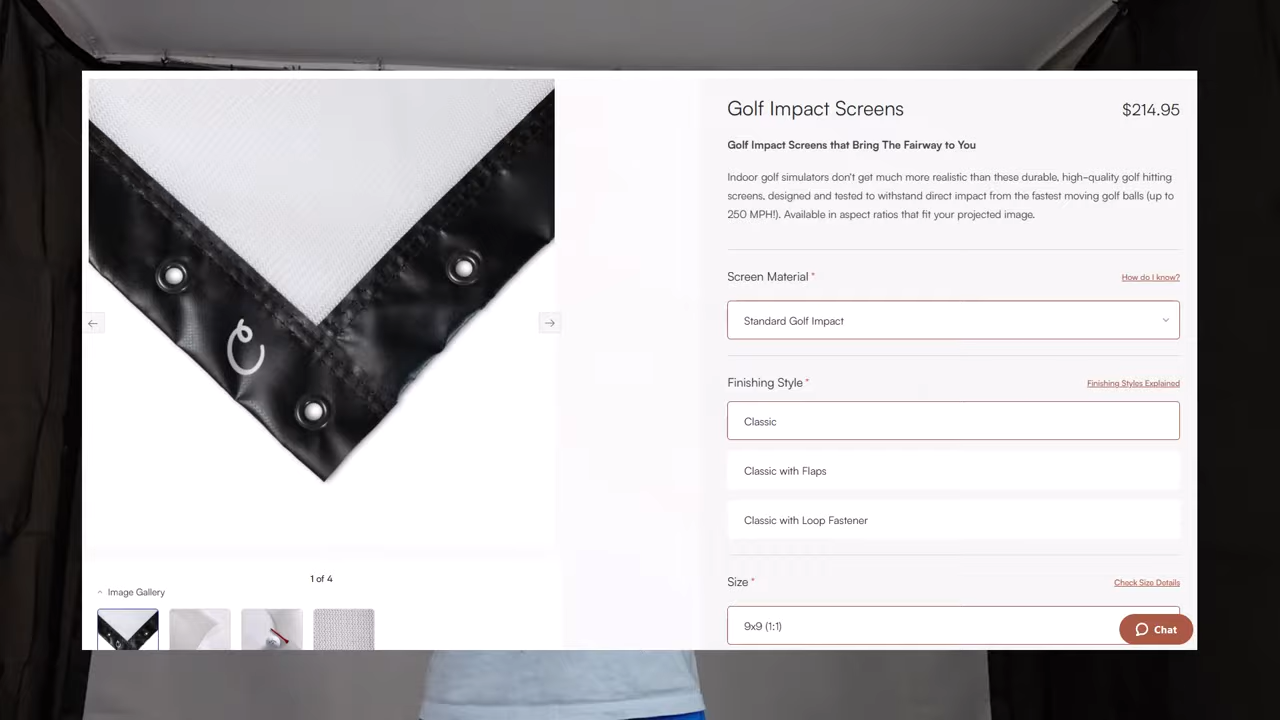 Golf Impact Screens
$214.95
Golf Impact Screens that Bring The Fairway to You
Indoor golf simulators don't get much more realistic than these durable, high-quality golf hitting
screens, designed and tested to withstand direct impact from the fastest moving golf balls (up to
250 MPH!). Available in aspect ratios that fit your projected image.
Screen Material *
How do I know?
Standard Golf Impact
Finishing Style *
Finishing Styles Explained
Classic
Classic with Flaps
Classic with Loop Fastener
Size *
Check Size Details
9x9 (1:1)
Chat
1 of 4
Image Gallery